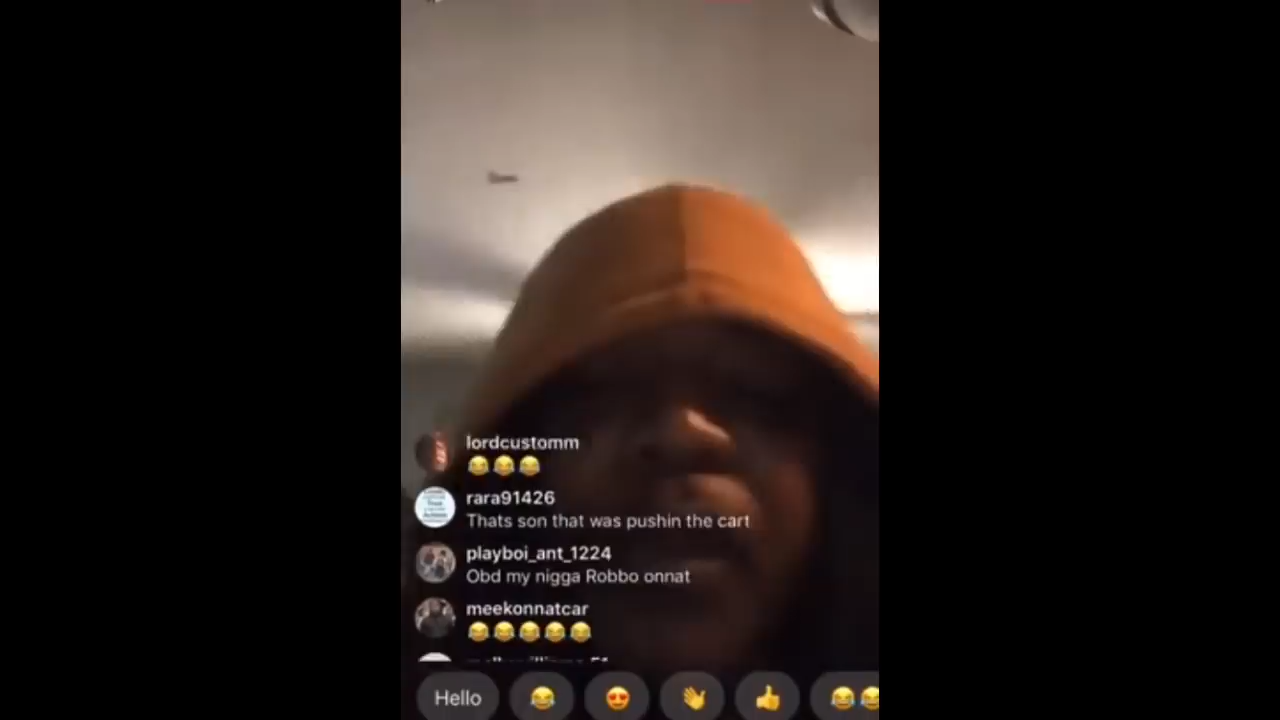 lordcustomm
😂😂😂
rara91426
Thats son that was pushin the cart
playboi_ant_1224
Obd my nigga Robbo onnat
meekonnatcar
😂😂😂😂😂
Hello 😂 😍 👋 👍 😂😂